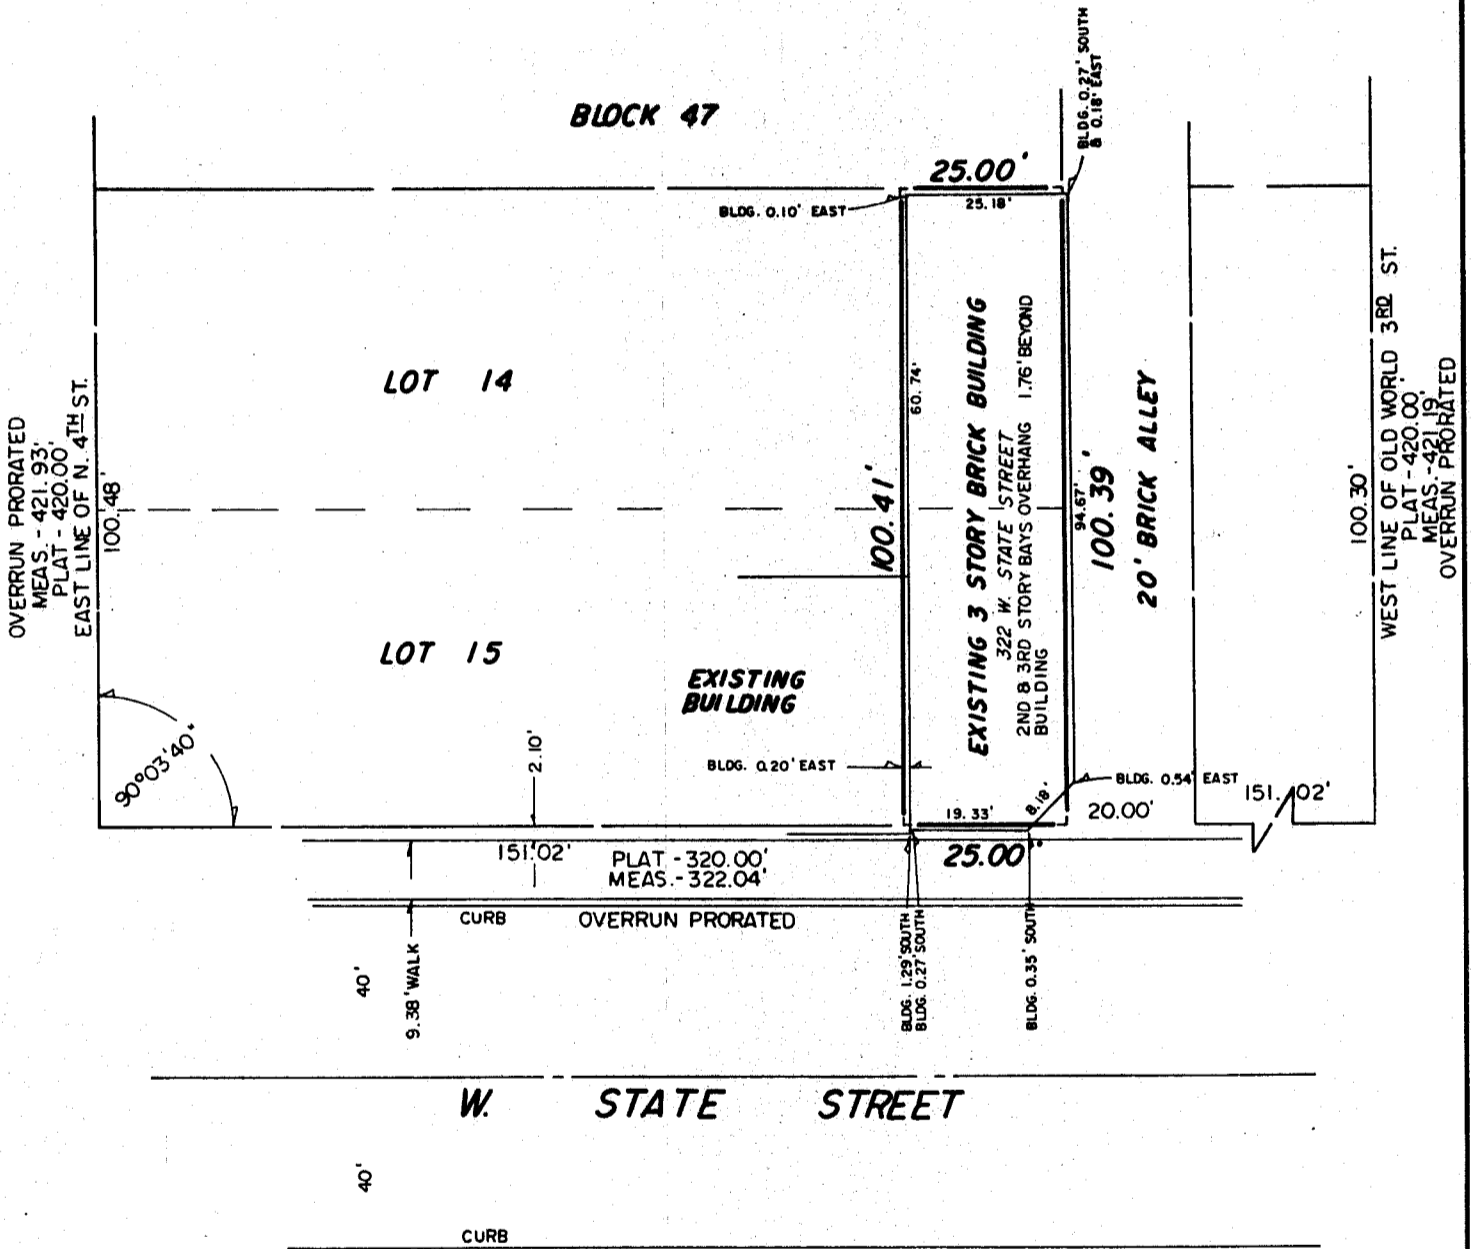 BLDG. 0.27' SOUTH
& 0.18' EAST
BLOCK 47
25.00'
25.18'
BLDG. 0.10' EAST
OVERRUN PRORATED
MEAS. - 421.93'
PLAT - 420.00'
EAST LINE OF N. 4TH ST.
100.48'
LOT 14
100.41'
60.74'
EXISTING 3 STORY BRICK BUILDING
322 W. STATE STREET
2ND & 3RD STORY BAYS OVERHANG 1.76' BEYOND
BUILDING
94.67'
100.39'
20' BRICK ALLEY
100.30'
WEST LINE OF OLD WORLD 3RD ST.
PLAT - 420.00'
MEAS. - 421.19'
OVERRUN PRORATED
LOT 15
EXISTING
BUILDING
90°03'40"
2.10'
BLDG. 0.20' EAST
BLDG. 0.54' EAST
8.18'
19.33'
20.00'
151.02'
151.02'
PLAT - 320.00'
MEAS. - 322.04'
25.00'
CURB
OVERRUN PRORATED
40'
9.38' WALK
BLDG. 1.29' SOUTH
BLDG. 0.27' SOUTH
BLDG. 0.35' SOUTH
W. STATE STREET
40'
CURB